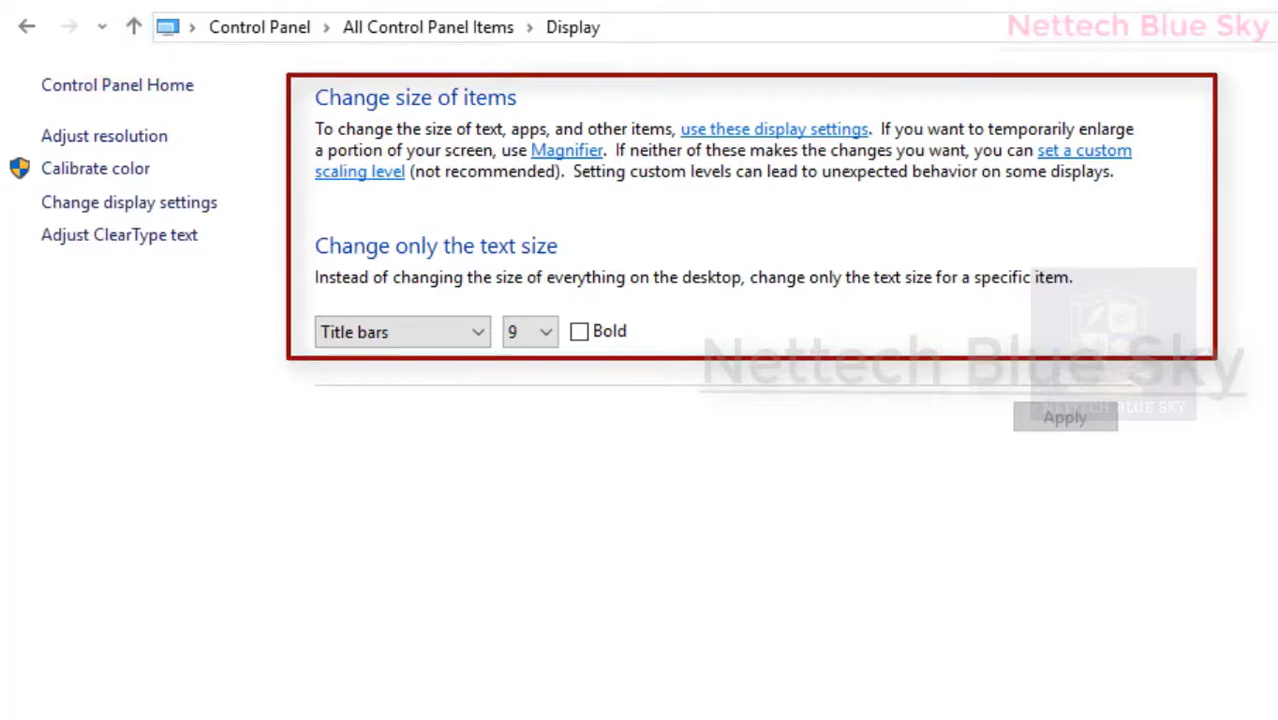 Control Panel > All Control Panel Items > Display
Nettech Blue Sky
Control Panel Home
Adjust resolution
Calibrate color
Change display settings
Adjust ClearType text
Change size of items
To change the size of text, apps, and other items, use these display settings. If you want to temporarily enlarge
a portion of your screen, use Magnifier. If neither of these makes the changes you want, you can set a custom
scaling level (not recommended). Setting custom levels can lead to unexpected behavior on some displays.
Change only the text size
Instead of changing the size of everything on the desktop, change only the text size for a specific item.
Title bars 9 Bold
Nettech Blue Sky
NETTECH BLUE SKY
Apply